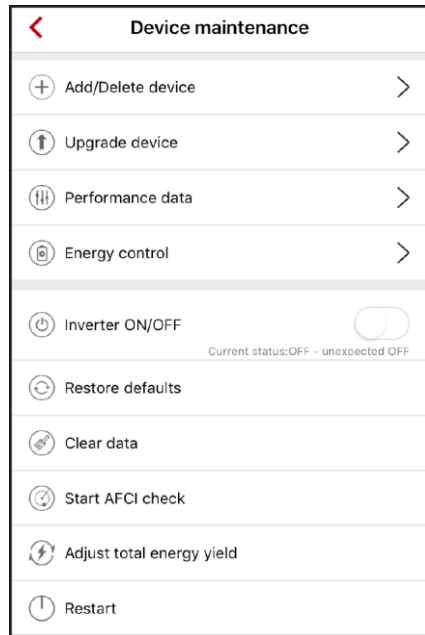 Device maintenance
Add/Delete device
Upgrade device
Performance data
Energy control
Inverter ON/OFF
Current status:OFF - unexpected OFF
Restore defaults
Clear data
Start AFCI check
Adjust total energy yield
Restart